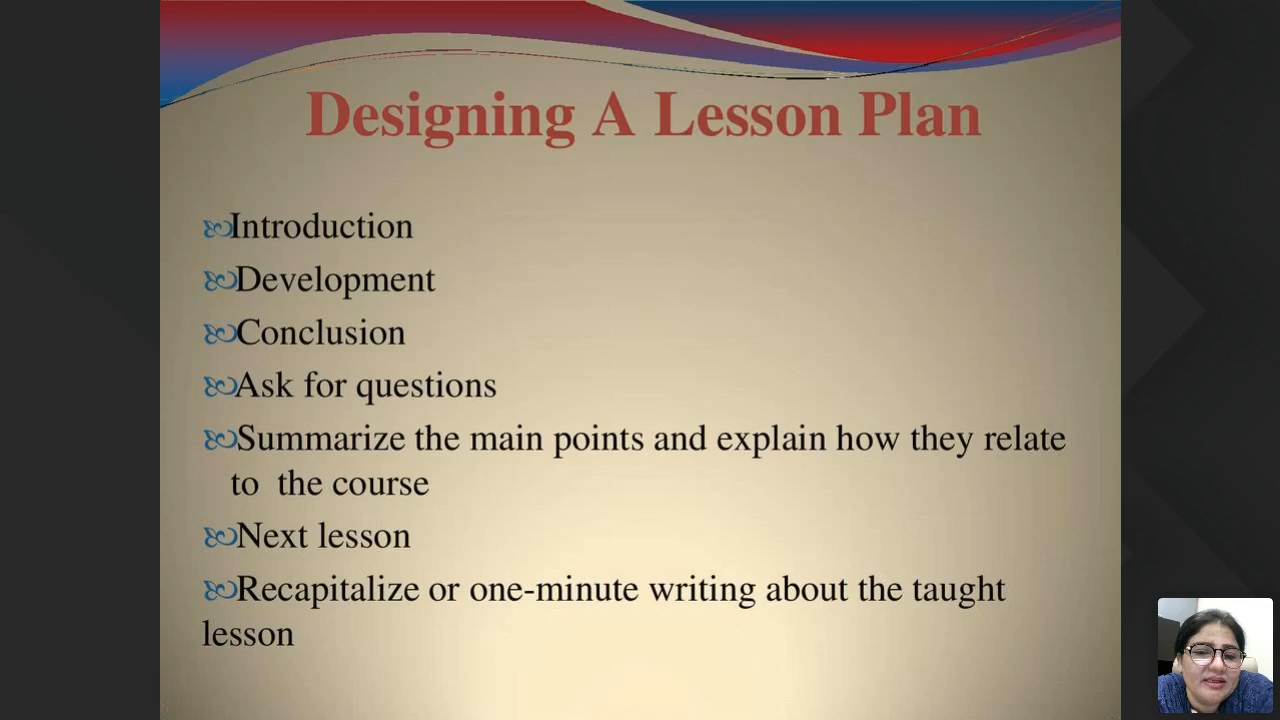 Designing A Lesson Plan
Introduction
Development
Conclusion
Ask for questions
Summarize the main points and explain how they relate
to the course
Next lesson
Recapitalize or one-minute writing about the taught
lesson